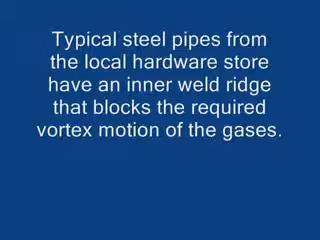 Typical steel pipes from
the local hardware store
have an inner weld ridge
that blocks the required
vortex motion of the gases.